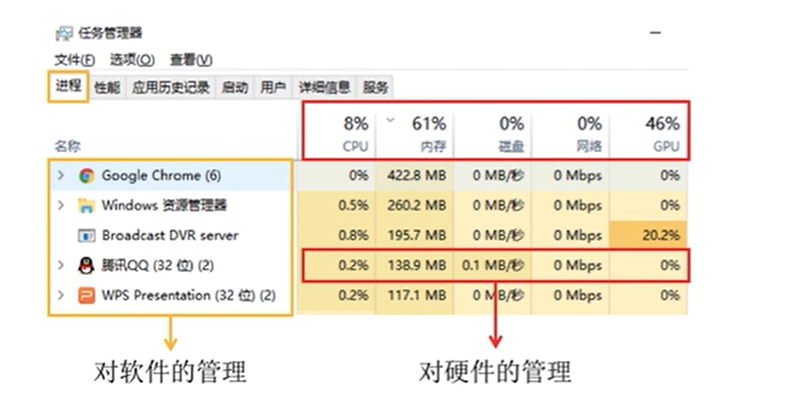 任务管理器
文件(F) 选项(O) 查看(V)
进程 性能 应用历史记录 启动 用户 详细信息 服务
8% 61% 0% 0% 46%
名称 CPU 内存 磁盘 网络 GPU
Google Chrome (6) 0% 422.8 MB 0 MB/秒 0 Mbps 0%
Windows 资源管理器 0.5% 260.2 MB 0 MB/秒 0 Mbps 0%
Broadcast DVR server 0.8% 195.7 MB 0 MB/秒 0 Mbps 20.2%
腾讯QQ (32 位) (2) 0.2% 138.9 MB 0.1 MB/秒 0 Mbps 0%
WPS Presentation (32 位) (2) 0.2% 117.1 MB 0 MB/秒 0 Mbps 0%
对软件的管理 对硬件的管理